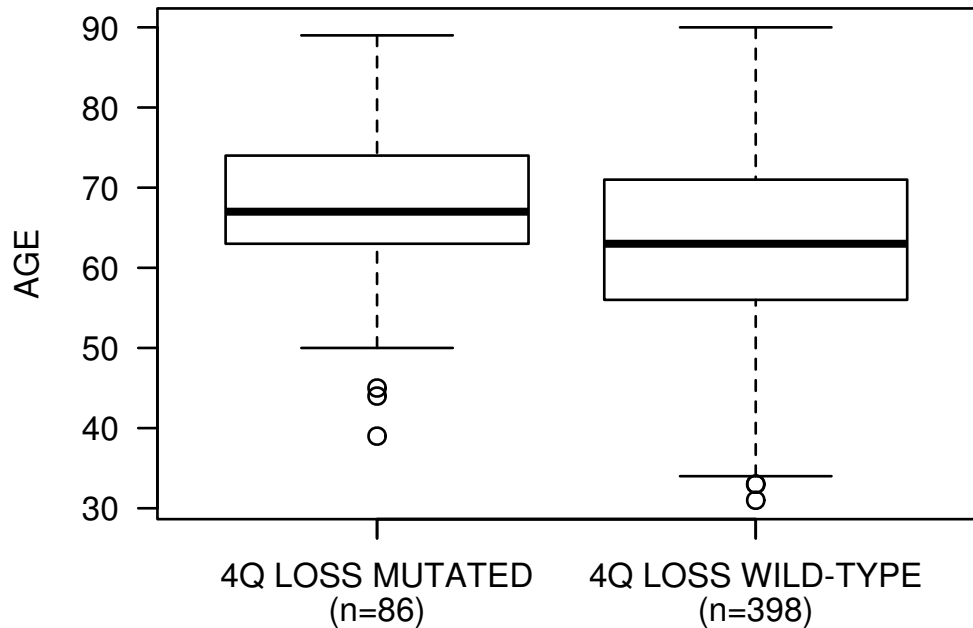 90
80
70
60
50
40
30
AGE
4Q LOSS MUTATED
(n=86)
4Q LOSS WILD-TYPE
(n=398)